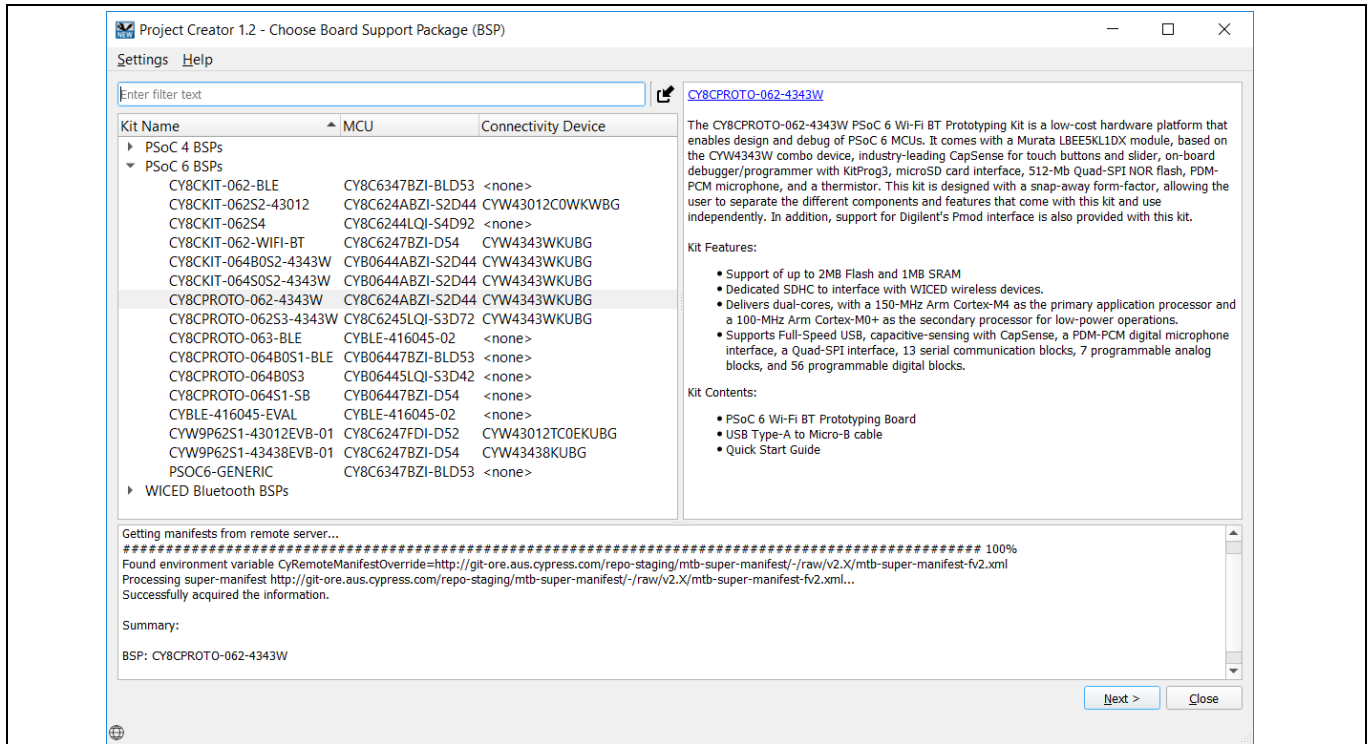 Project Creator 1.2 - Choose Board Support Package (BSP)
Settings Help
Enter filter text
Kit Name MCU Connectivity Device
PSoC 4 BSPs
PSoC 6 BSPs
CY8CKIT-062-BLE CY8C6347BZI-BLD53 <none>
CY8CKIT-062S2-43012 CY8C624ABZI-S2D44 CYW43012C0WKWBG
CY8CKIT-062S4 CY8C6244LQI-S4D92 <none>
CY8CKIT-062-WIFI-BT CY8C6247BZI-D54 CYW4343WKUBG
CY8CKIT-064B0S2-4343W CYB0644ABZI-S2D44 CYW4343WKUBG
CY8CKIT-064S0S2-4343W CYB0644ABZI-S2D44 CYW4343WKUBG
CY8CPROTO-062-4343W CY8C624ABZI-S2D44 CYW4343WKUBG
CY8CPROTO-062S3-4343W CY8C6245LQI-S3D72 CYW4343WKUBG
CY8CPROTO-063-BLE CYBLE-416045-02 <none>
CY8CPROTO-064B0S1-BLE CYB06447BZI-BLD53 <none>
CY8CPROTO-064B0S3 CYB06445LQI-S3D42 <none>
CY8CPROTO-064S1-SB CYB06447BZI-D54 <none>
CYBLE-416045-EVAL CYBLE-416045-02 <none>
CYW9P62S1-43012EVB-01 CY8C6247FDI-D52 CYW43012TC0EKUBG
CYW9P62S1-43438EVB-01 CY8C6247BZI-D54 CYW43438KUBG
PSOC6-GENERIC CY8C6347BZI-BLD53 <none>
WICED Bluetooth BSPs
CY8CPROTO-062-4343W
The CY8CPROTO-062-4343W PSoC 6 Wi-Fi BT Prototyping Kit is a low-cost hardware platform that
enables design and debug of PSoC 6 MCUs. It comes with a Murata LBEE5KL1DX module, based on
the CYW4343W combo device, industry-leading CapSense for touch buttons and slider, on-board
debugger/programmer with KitProg3, microSD card interface, 512-Mb Quad-SPI NOR flash, PDM-
PCM microphone, and a thermistor. This kit is designed with a snap-away form-factor, allowing the
user to separate the different components and features that come with this kit and use
independently. In addition, support for Digilent's Pmod interface is also provided with this kit.
Kit Features:
• Support of up to 2MB Flash and 1MB SRAM
• Dedicated SDHC to interface with WICED wireless devices.
• Delivers dual-cores, with a 150-MHz Arm Cortex-M4 as the primary application processor and
a 100-MHz Arm Cortex-M0+ as the secondary processor for low-power operations.
• Supports Full-Speed USB, capacitive-sensing with CapSense, a PDM-PCM digital microphone
interface, a Quad-SPI interface, 13 serial communication blocks, 7 programmable analog
blocks, and 56 programmable digital blocks.
Kit Contents:
• PSoC 6 Wi-Fi BT Prototyping Board
• USB Type-A to Micro-B cable
• Quick Start Guide
Getting manifests from remote server...
#################################################################################################### 100%
Found environment variable CyRemoteManifestOverride=http://git-ore.aus.cypress.com/repo-staging/mtb-super-manifest/-/raw/v2.X/mtb-super-manifest-fv2.xml
Processing super-manifest http://git-ore.aus.cypress.com/repo-staging/mtb-super-manifest/-/raw/v2.X/mtb-super-manifest-fv2.xml...
Successfully acquired the information.
Summary:
BSP: CY8CPROTO-062-4343W
Next > Close